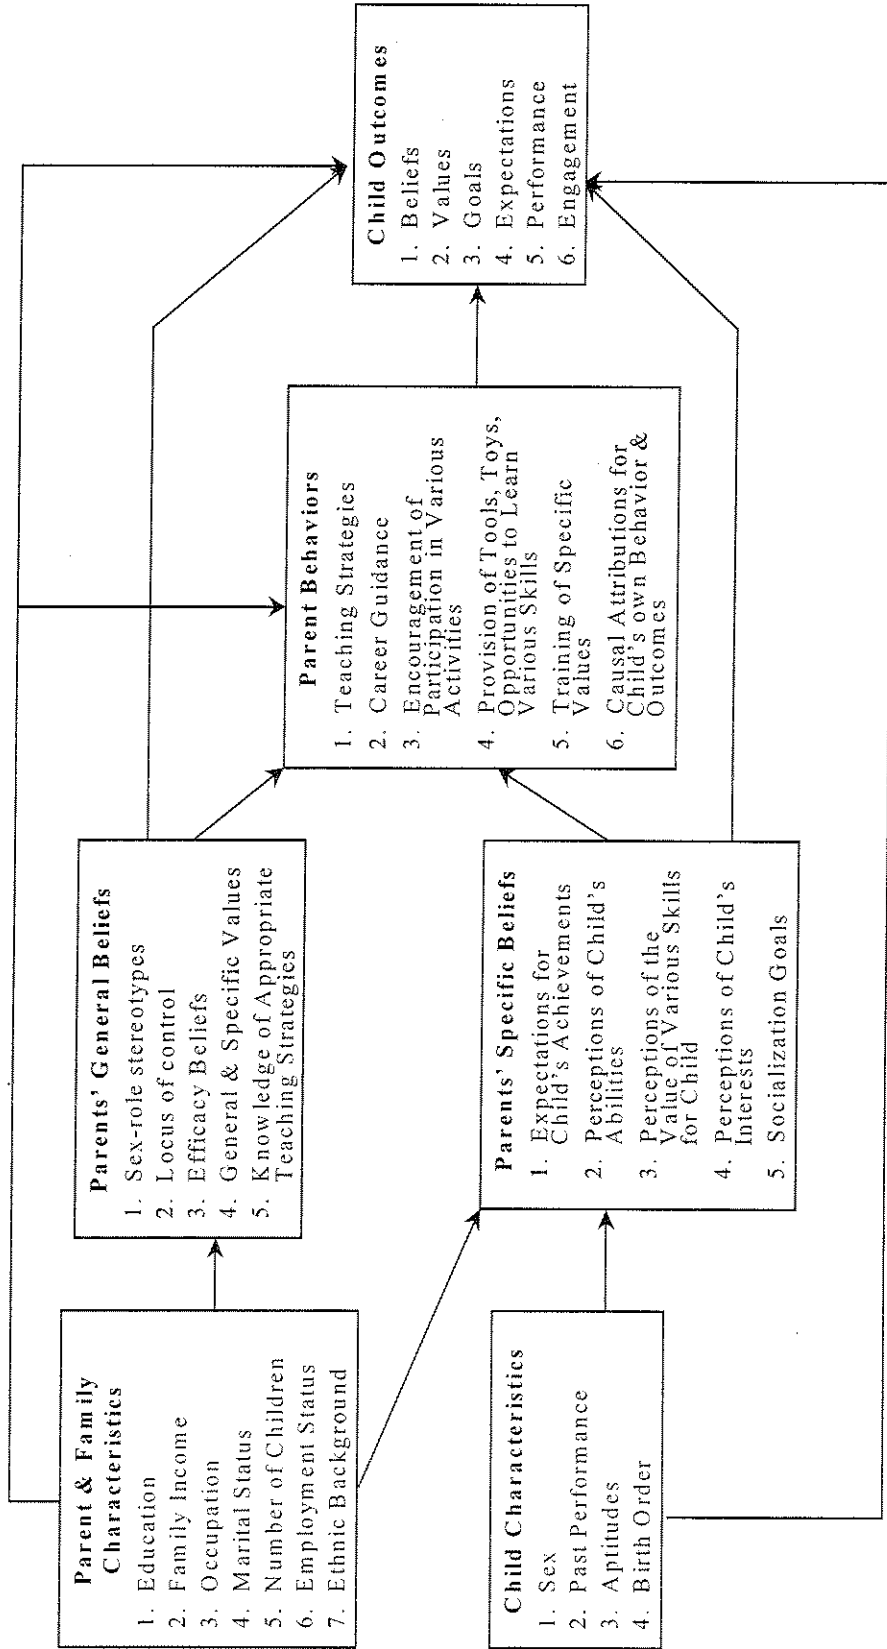 Parent & Family
Characteristics
1. Education
2. Family Income
3. Occupation
4. Marital Status
5. Number of Children
6. Employment Status
7. Ethnic Background
Child Characteristics
1. Sex
2. Past Performance
3. Aptitudes
4. Birth Order
Parents' General Beliefs
1. Sex-role stereotypes
2. Locus of control
3. Efficacy Beliefs
4. General & Specific Values
5. Knowledge of Appropriate
Teaching Strategies
Parents' Specific Beliefs
1. Expectations for
Child's Achievements
2. Perceptions of Child's
Abilities
3. Perceptions of the
Value of Various Skills
for Child
4. Perceptions of Child's
Interests
5. Socialization Goals
Parent Behaviors
1. Teaching Strategies
2. Career Guidance
3. Encouragement of
Participation in Various
Activities
4. Provision of Tools, Toys,
Opportunities to Learn
Various Skills
5. Training of Specific
Values
6. Causal Attributions for
Child's own Behavior &
Outcomes
Child Outcomes
1. Beliefs
2. Values
3. Goals
4. Expectations
5. Performance
6. Engagement